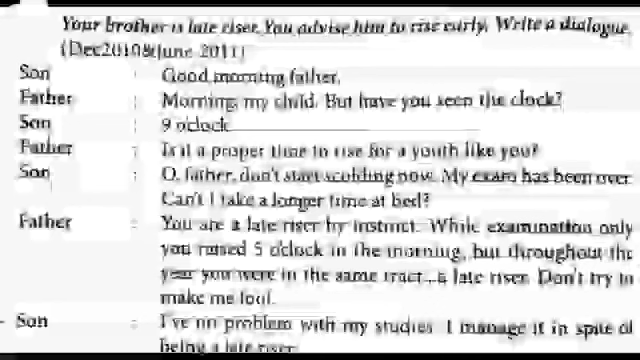 Your brother is late riser. You advise him to rise early. Write a dialogue.
(Dec2010&June 2011)
Son : Good morning father.
Father : Morning, my child. But have you seen the clock?
Son : 9 o'clock
Father : Is it a proper time to rise for a youth like you?
Son : O, father, don't start scolding now. My exam has been over.
Can't I take a longer time at bed?
Father : You are a late riser by instinct. While examination only
you raised 5 o'clock in the morning, but throughout the
year you were in the same tract...a late riser. Don't try to
make me fool.
- Son : I've no problem with my studies. I manage it in spite of
being a late riser